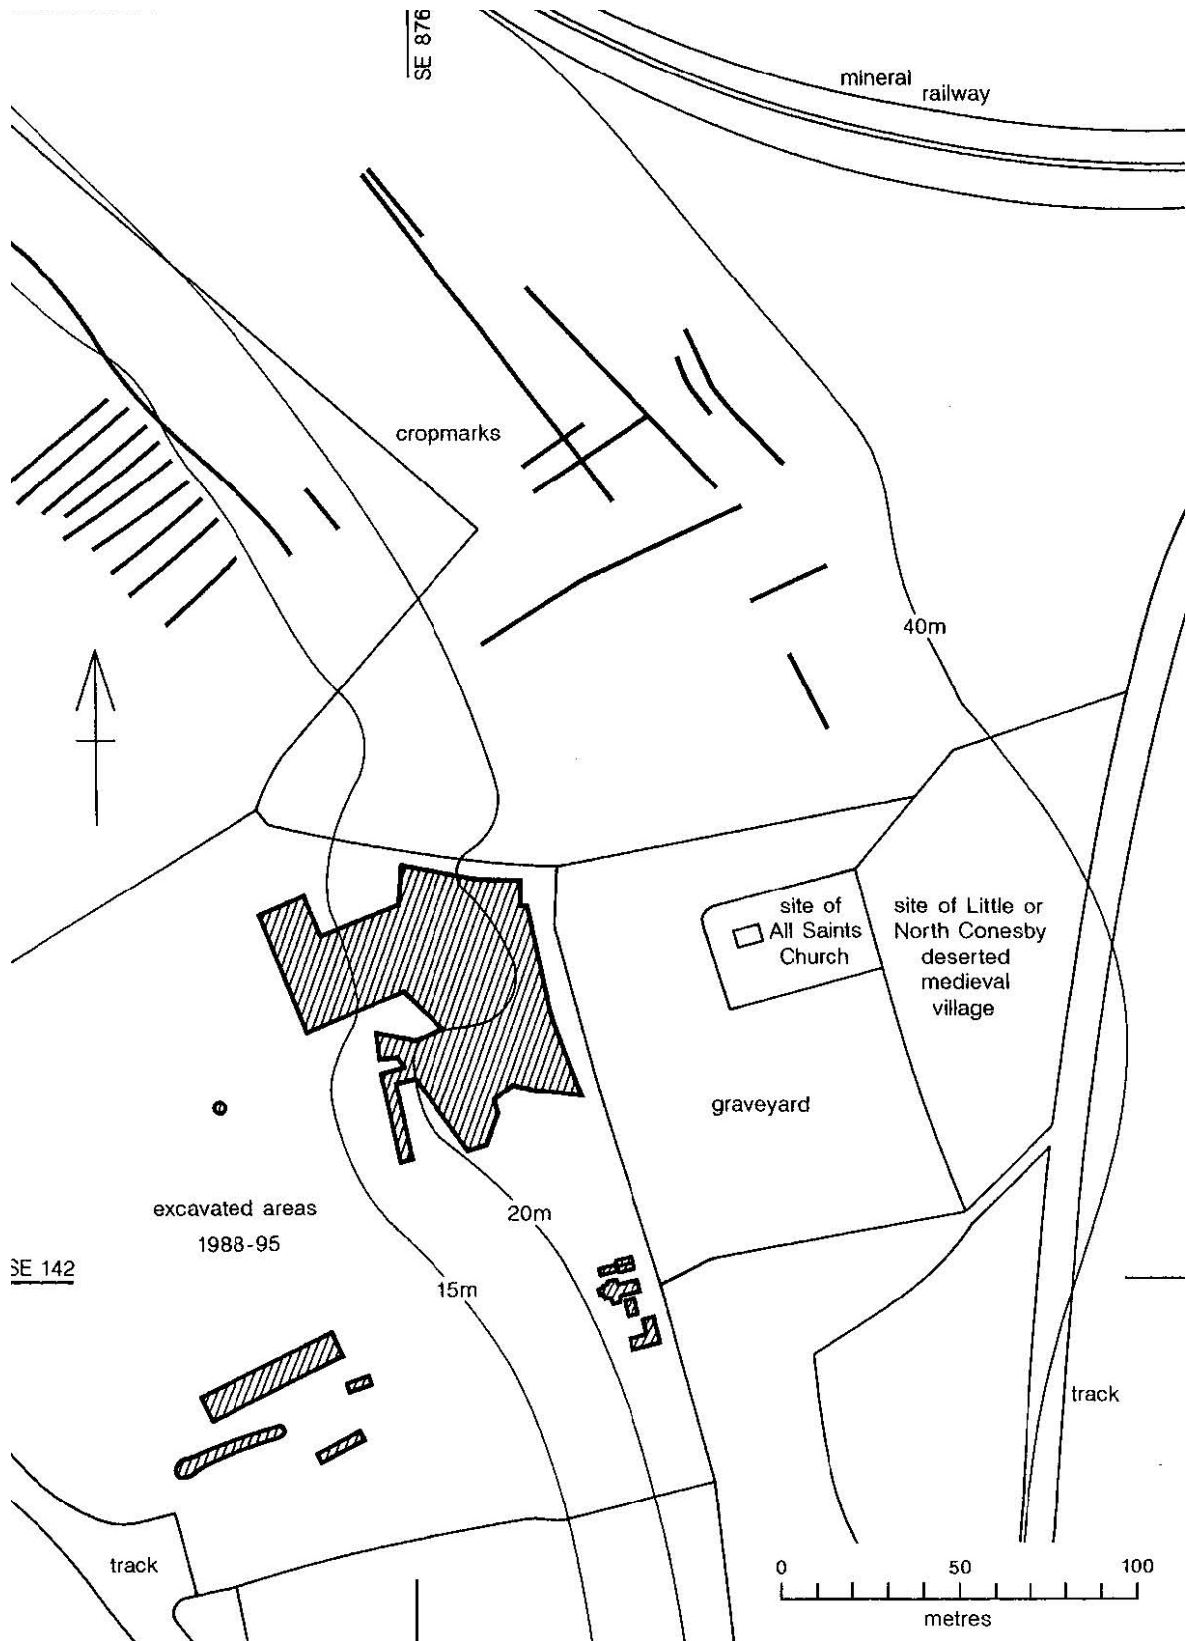 SE 876
mineral
railway
cropmarks
40m
site of
All Saints
Church
site of Little or
North Conesby
deserted
medieval
village
graveyard
excavated areas
1988-95
20m
SE 142
15m
track
track
0 50 100
metres